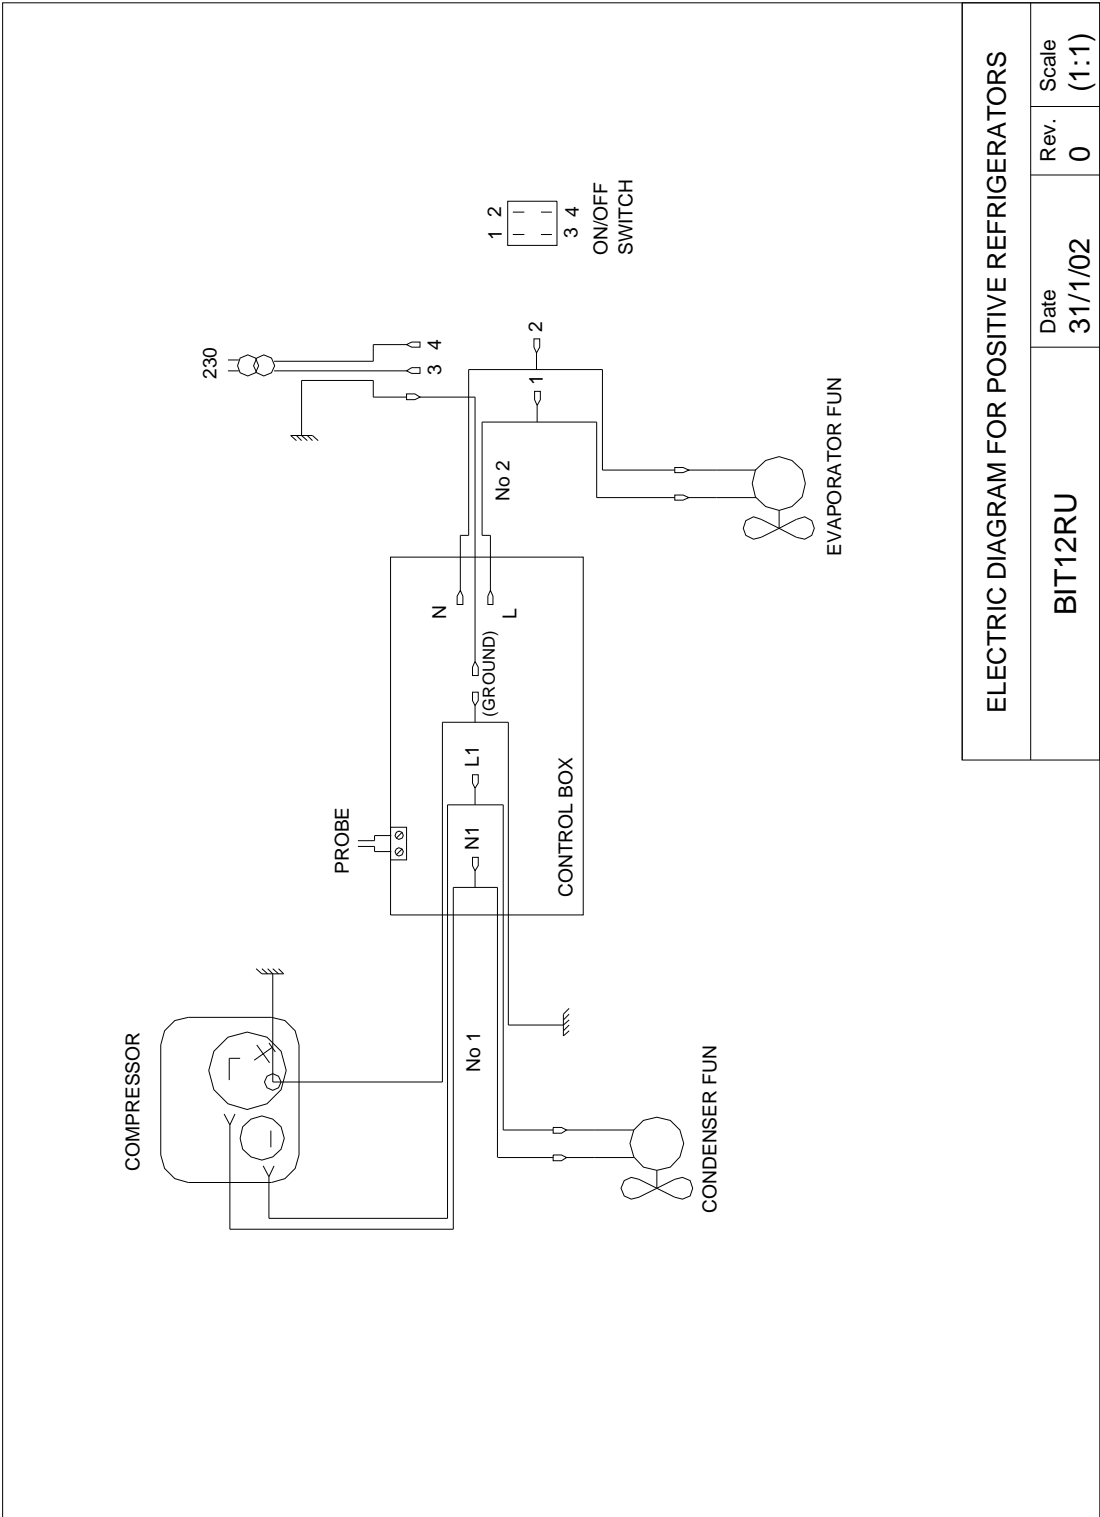 COMPRESSOR
PROBE
230
4
3
1 2
3 4
ON/OFF
SWITCH
N
L
(GROUND)
L1
N1
CONTROL BOX
No 1
No 2
1
2
CONDENSER FUN
EVAPORATOR FUN
ELECTRIC DIAGRAM FOR POSITIVE REFRIGERATORS
BIT12RU
Date
31/1/02
Rev.
0
Scale
(1:1)